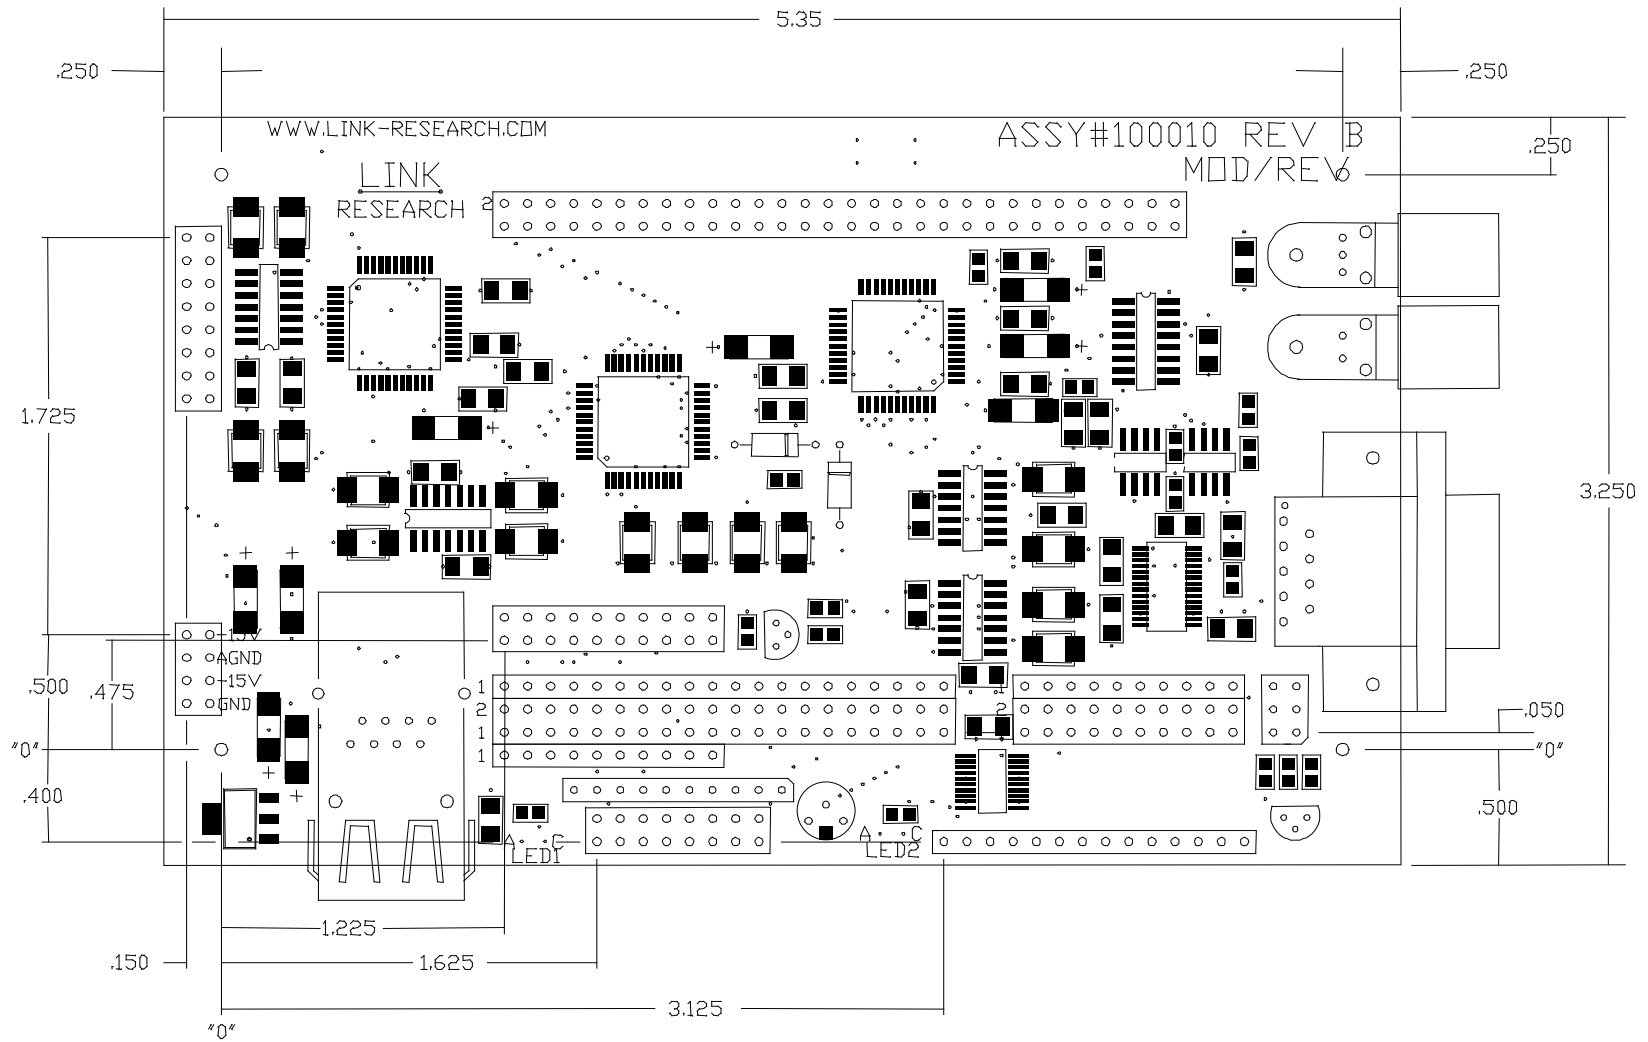 5.35
.250
.250
WWW.LINK-RESEARCH.COM
ASSY#100010 REV B
MOD/REV
.250
LINK
RESEARCH
2
1.725
3.250
-15V
AGND
-15V
GND
.500
.475
1
2
1
1
1
2
.050
"0"
"0"
.400
.500
A C
LED1
A C
LED2
1.225
.150
1.625
3.125
"0"